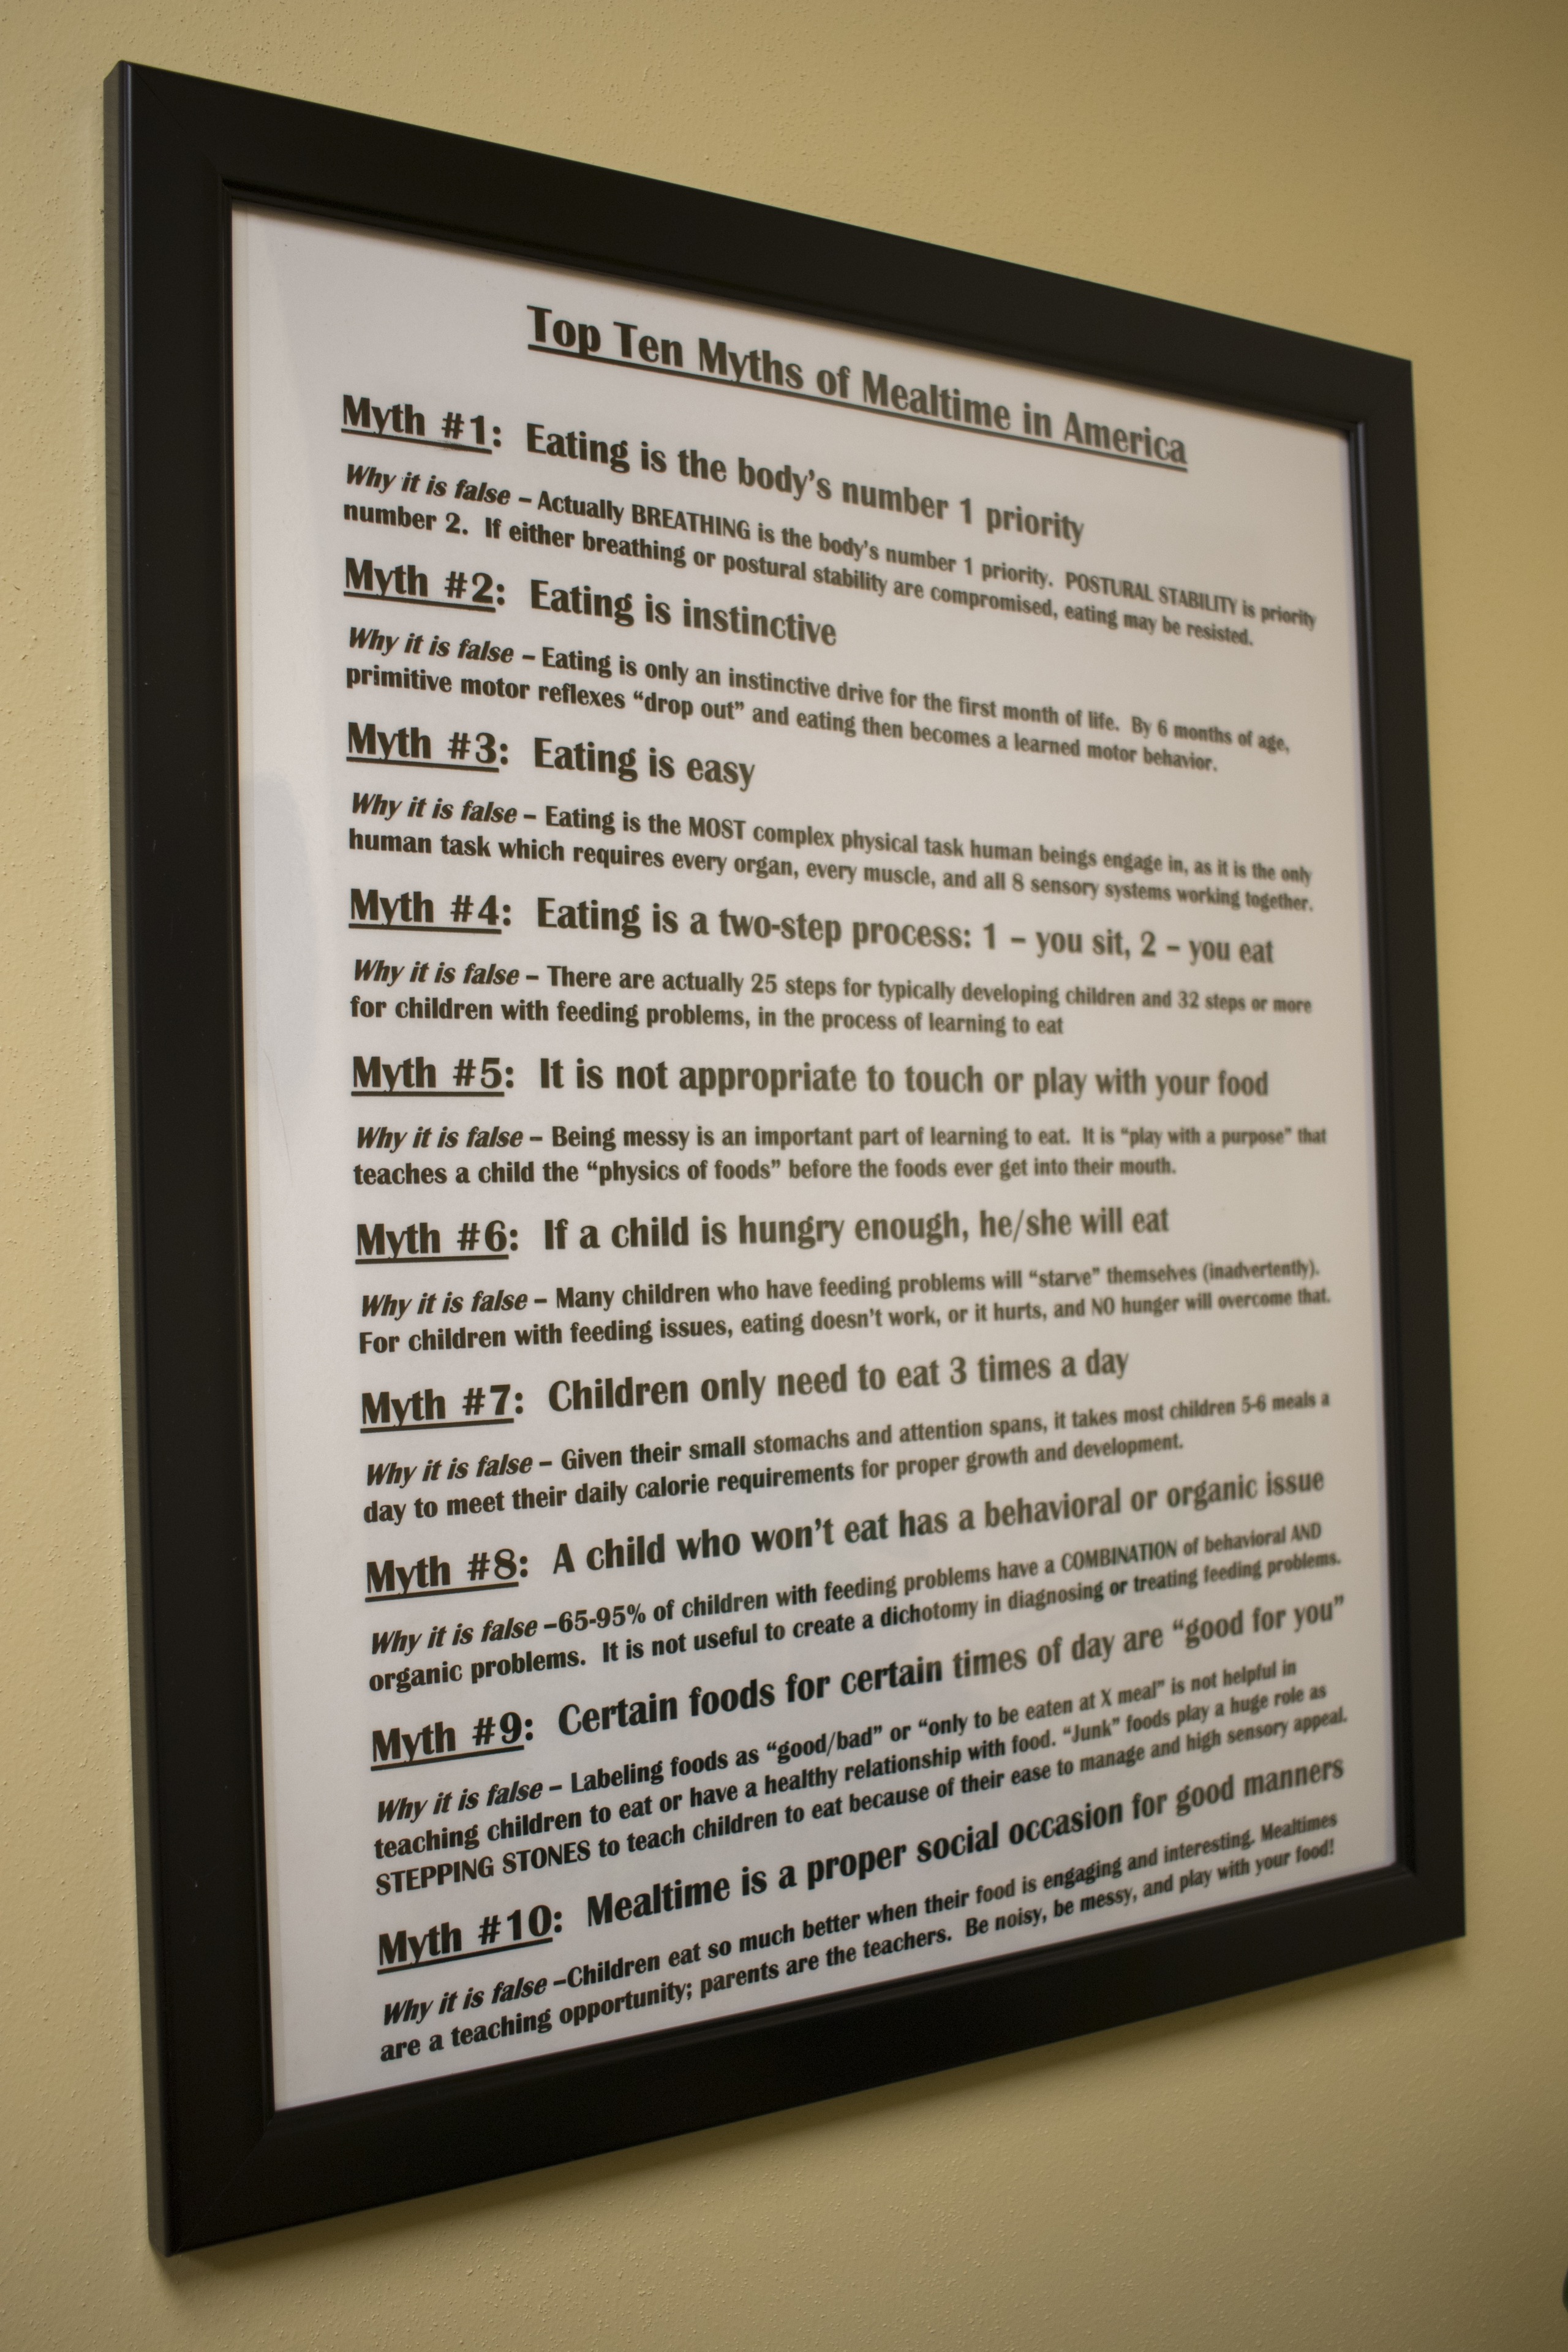 Top Ten Myths of Mealtime in America
Myth #1: Eating is the body's number 1 priority
Why it is false – Actually BREATHING is the body's number 1 priority. POSTURAL STABILITY is priority
number 2. If either breathing or postural stability are compromised, eating may be resisted.
Myth #2: Eating is instinctive
Why it is false – Eating is only an instinctive drive for the first month of life. By 6 months of age,
primitive motor reflexes "drop out" and eating then becomes a learned motor behavior.
Myth #3: Eating is easy
Why it is false – Eating is the MOST complex physical task human beings engage in, as it is the only
human task which requires every organ, every muscle, and all 8 sensory systems working together.
Myth #4: Eating is a two-step process: 1 – you sit, 2 – you eat
Why it is false – There are actually 25 steps for typically developing children and 32 steps or more
for children with feeding problems, in the process of learning to eat
Myth #5: It is not appropriate to touch or play with your food
Why it is false – Being messy is an important part of learning to eat. It is "play with a purpose" that
teaches a child the "physics of foods" before the foods ever get into their mouth.
Myth #6: If a child is hungry enough, he/she will eat
Why it is false – Many children who have feeding problems will "starve" themselves (inadvertently).
For children with feeding issues, eating doesn't work, or it hurts, and NO hunger will overcome that.
Myth #7: Children only need to eat 3 times a day
Why it is false – Given their small stomachs and attention spans, it takes most children 5-6 meals a
day to meet their daily calorie requirements for proper growth and development.
Myth #8: A child who won't eat has a behavioral or organic issue
Why it is false –65-95% of children with feeding problems have a COMBINATION of behavioral AND
organic problems. It is not useful to create a dichotomy in diagnosing or treating feeding problems.
Myth #9: Certain foods for certain times of day are "good for you"
Why it is false – Labeling foods as "good/bad" or "only to be eaten at X meal" is not helpful in
teaching children to eat or have a healthy relationship with food. "Junk" foods play a huge role as
STEPPING STONES to teach children to eat because of their ease to manage and high sensory appeal.
Myth #10: Mealtime is a proper social occasion for good manners
Why it is false –Children eat so much better when their food is engaging and interesting. Mealtimes
are a teaching opportunity; parents are the teachers. Be noisy, be messy, and play with your food!